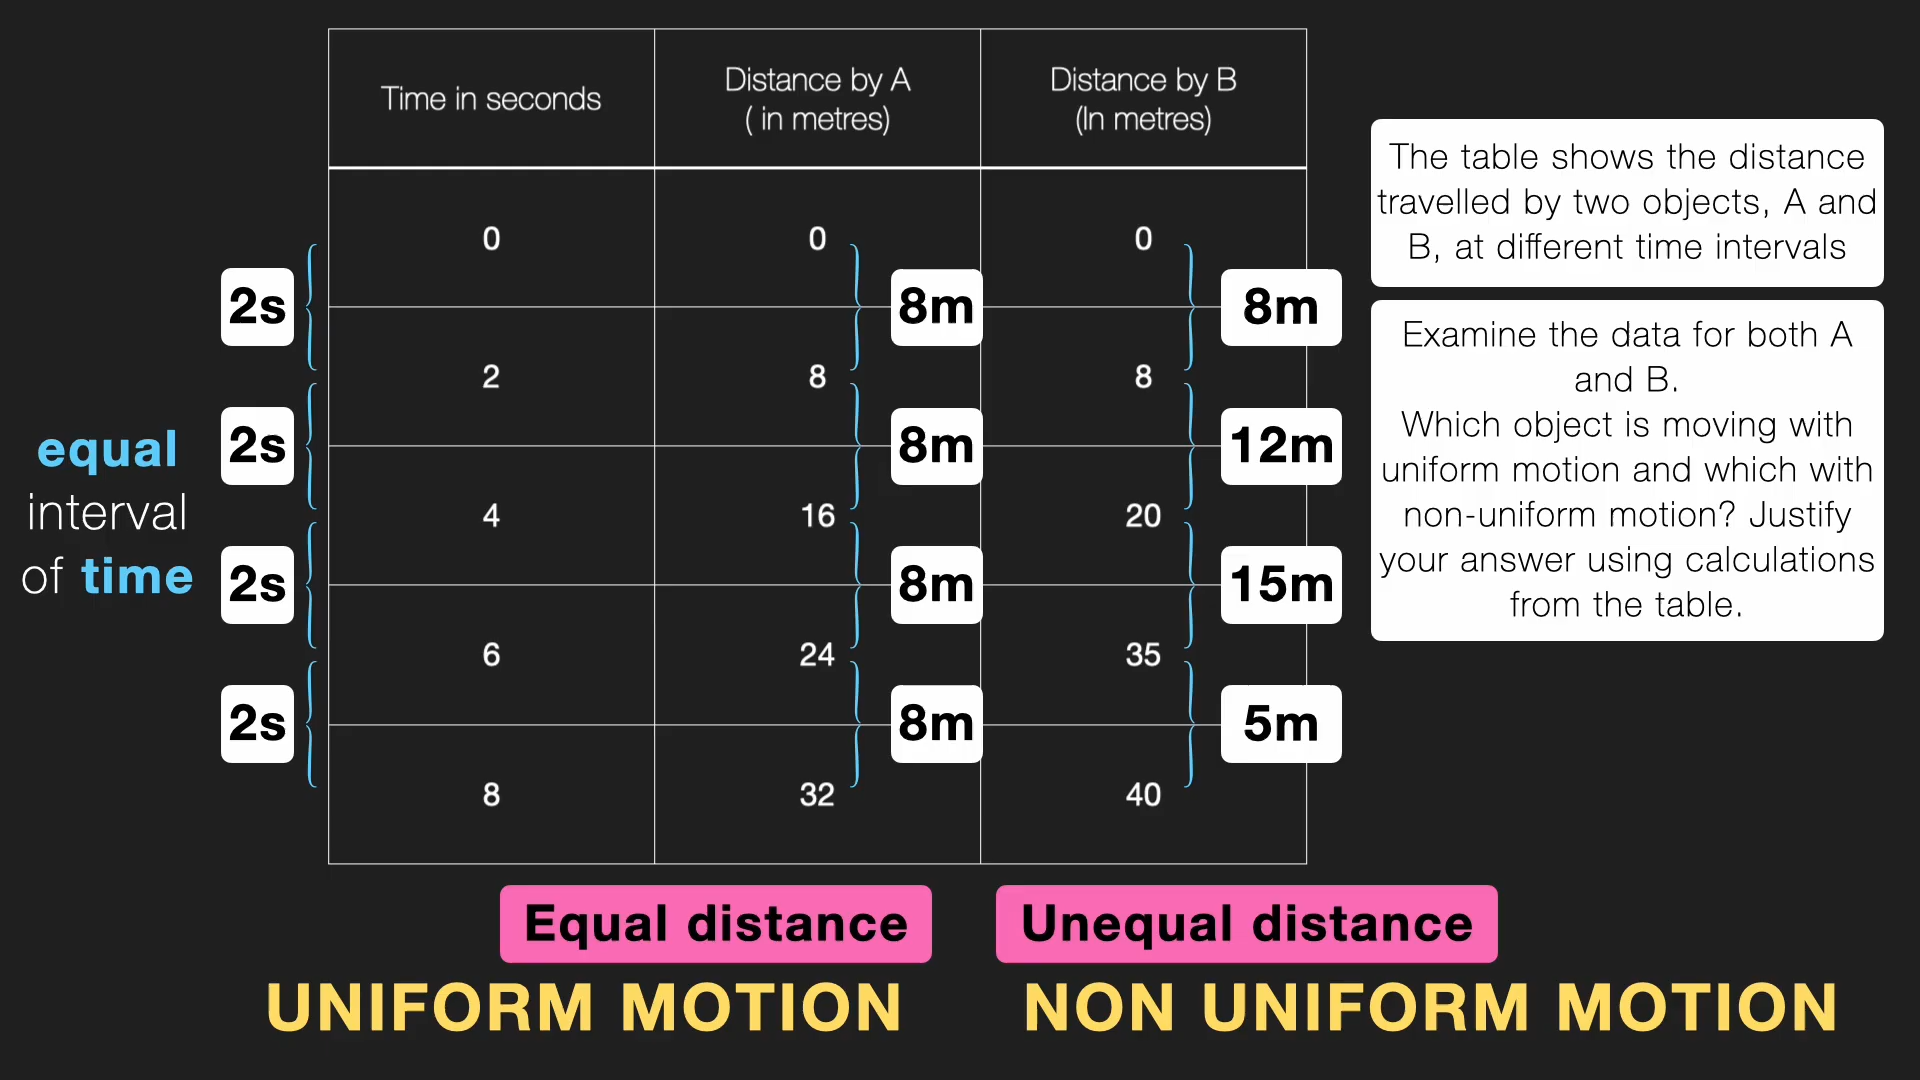 Time in seconds
Distance by A
( in metres)
Distance by B
(In metres)
0
0
0
2s
8m
8m
2
8
8
2s
8m
12m
4
16
20
2s
8m
15m
6
24
35
2s
8m
5m
8
32
40
equal
interval
of time
The table shows the distance
travelled by two objects, A and
B, at different time intervals
Examine the data for both A
and B.
Which object is moving with
uniform motion and which with
non-uniform motion? Justify
your answer using calculations
from the table.
Equal distance
Unequal distance
UNIFORM MOTION
NON UNIFORM MOTION